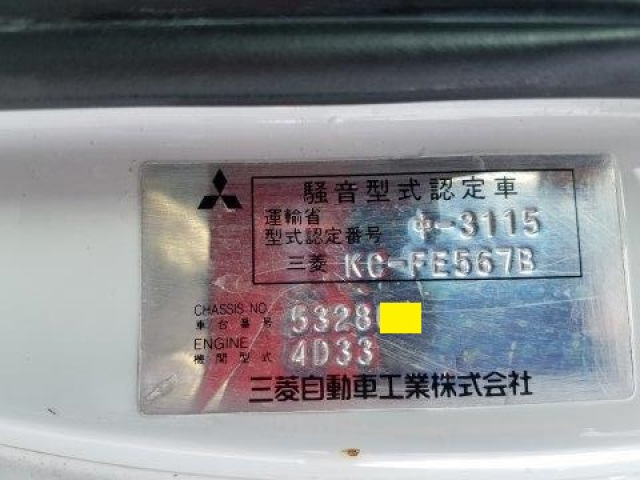 騒音型式認定車
運輸省
型式認定番号 中-3115
三菱 KC-FE567B
CHASSIS NO.
車台番号 5328
ENGINE
機関型式 4D33
三菱自動車工業株式会社